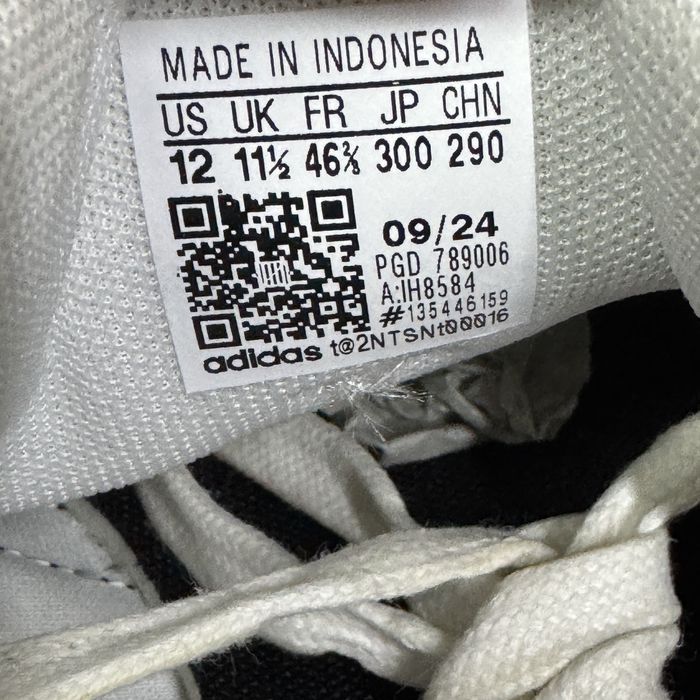 MADE IN INDONESIA
US UK FR JP CHN
12 11½ 46⅔ 300 290
09/24
PGD 789006
A:IH8584
#135446159
adidas t@2NTSNt00016